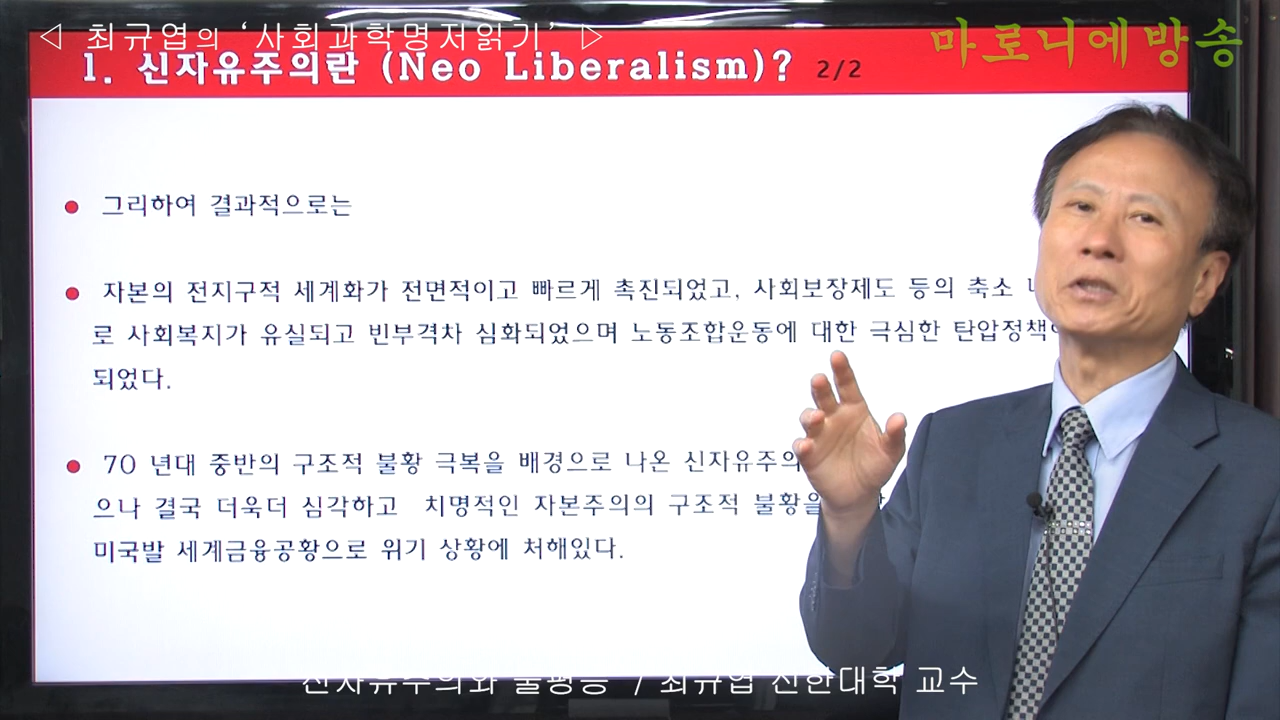 ◁ 최규엽의 ‘사회과학명저읽기’ ▷
마로니에방송
1. 신자유주의란 (Neo Liberalism)? 2/2
● 그리하여 결과적으로는
● 자본의 전지구적 세계화가 전면적이고 빠르게 촉진되었고, 사회보장제도 등의 축소
로 사회복지가 유실되고 빈부격차 심화되었으며 노동조합운동에 대한 극심한 탄압정책
되었다.
● 70 년대 중반의 구조적 불황 극복을 배경으로 나온 신자유주의
으나 결국 더욱더 심각하고 치명적인 자본주의의 구조적 불황을
미국발 세계금융공황으로 위기 상황에 처해있다.
신자유주의와 불평등 / 최규엽 신한대학 교수